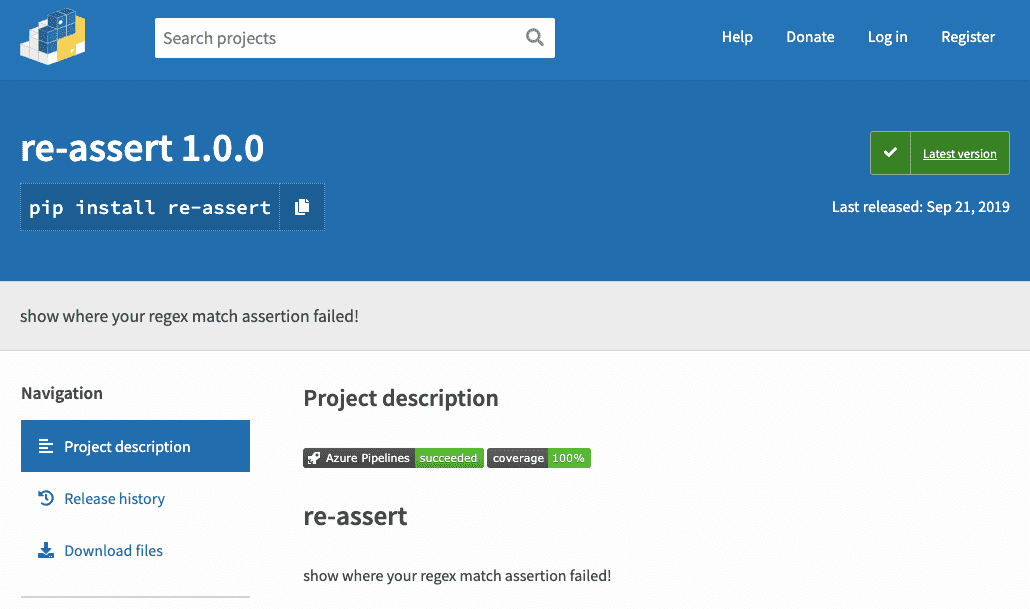 Search projects
Help
Donate
Log in
Register
re-assert 1.0.0
Latest version
pip install re-assert
Last released: Sep 21, 2019
show where your regex match assertion failed!
Navigation
Project description
Release history
Download files
Project description
Azure Pipelines succeeded coverage 100%
re-assert
show where your regex match assertion failed!